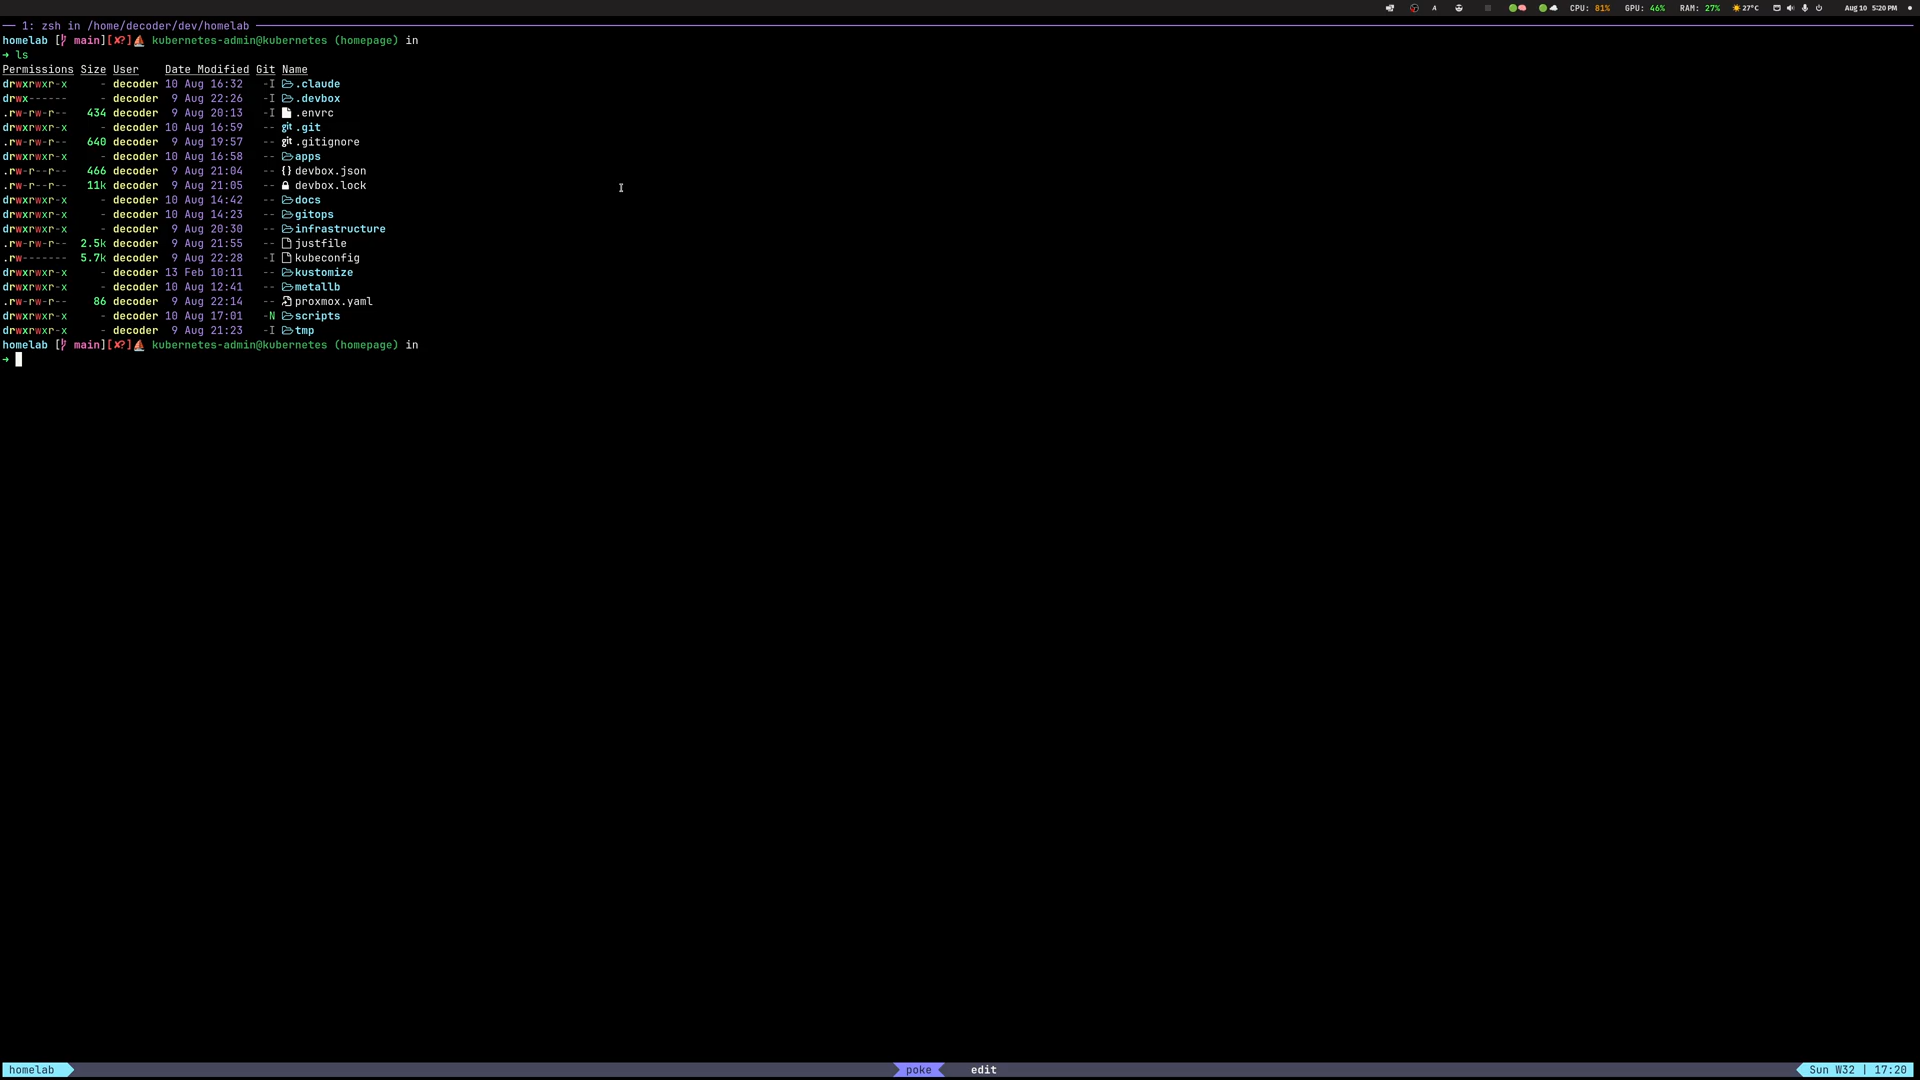 A CPU: 81% GPU: 46% RAM: 27% 27°C Aug 10 5:20 PM
1: zsh in /home/decoder/dev/homelab
homelab [ main][✘?] kubernetes-admin@kubernetes (homepage) in
➜ ls
Permissions Size User Date Modified Git Name
drwxrwxr-x - decoder 10 Aug 16:32 -I .claude
drwx------ - decoder 9 Aug 22:26 -I .devbox
.rw-rw-r-- 434 decoder 9 Aug 20:13 -I .envrc
drwxrwxr-x - decoder 10 Aug 16:59 -- git .git
.rw-rw-r-- 640 decoder 9 Aug 19:57 -- git .gitignore
drwxrwxr-x - decoder 10 Aug 16:58 -- apps
.rw-r--r-- 466 decoder 9 Aug 21:04 -- {} devbox.json
.rw-r--r-- 11k decoder 9 Aug 21:05 -- devbox.lock
drwxrwxr-x - decoder 10 Aug 14:42 -- docs
drwxrwxr-x - decoder 10 Aug 14:23 -- gitops
drwxrwxr-x - decoder 9 Aug 20:30 -- infrastructure
.rw-rw-r-- 2.5k decoder 9 Aug 21:55 -- justfile
.rw------- 5.7k decoder 9 Aug 22:28 -I kubeconfig
drwxrwxr-x - decoder 13 Feb 10:11 -- kustomize
drwxrwxr-x - decoder 10 Aug 12:41 -- metallb
.rw-rw-r-- 86 decoder 9 Aug 22:14 -- proxmox.yaml
drwxrwxr-x - decoder 10 Aug 17:01 -N scripts
drwxrwxr-x - decoder 9 Aug 21:23 -I tmp
homelab [ main][✘?] kubernetes-admin@kubernetes (homepage) in
➜
homelab poke edit Sun W32 | 17:20